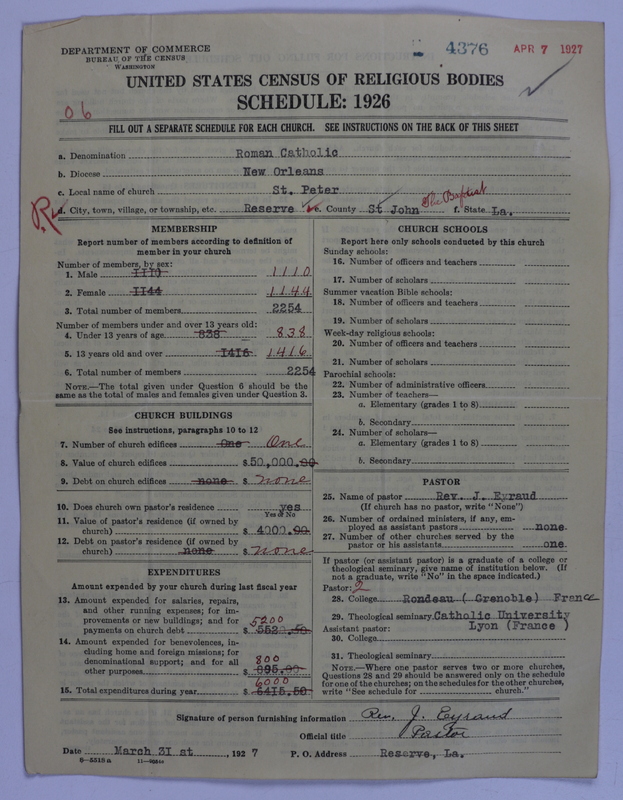 DEPARTMENT OF COMMERCE
BUREAU OF THE CENSUS
WASHINGTON
4376
APR 7 1927
UNITED STATES CENSUS OF RELIGIOUS BODIES
SCHEDULE: 1926
06
FILL OUT A SEPARATE SCHEDULE FOR EACH CHURCH. SEE INSTRUCTIONS ON THE BACK OF THIS SHEET
a. Denomination Roman Catholic
b. Diocese New Orleans
c. Local name of church St. Peter
d. City, town, village, or township, etc. Reserve e. County St John The Baptist f. State La.
MEMBERSHIP
Report number of members according to definition of
member in your church
Number of members, by sex:
1. Male 1110 1110
2. Female 1144 1144
3. Total number of members 2254
Number of members under and over 13 years old:
4. Under 13 years of age 838 838
5. 13 years old and over 1416 1416
6. Total number of members 2254
NOTE.—The total given under Question 6 should be the
same as the total of males and females given under Question 3.
CHURCH BUILDINGS
See instructions, paragraphs 10 to 12
7. Number of church edifices One One
8. Value of church edifices $50,000.00
9. Debt on church edifices none $ none
10. Does church own pastor's residence yes
Yes or No
11. Value of pastor's residence (if owned by
church) $ 4000.00
12. Debt on pastor's residence (if owned by
church) none $ none
EXPENDITURES
Amount expended by your church during last fiscal year
13. Amount expended for salaries, repairs,
and other running expenses; for im-
provements or new buildings; and for 5200
payments on church debt $ 5520.50
14. Amount expended for benevolences, in-
cluding home and foreign missions; for
denominational support; and for all 800
other purposes $ 895.00
6000
15. Total expenditures during year $ 6415.50
CHURCH SCHOOLS
Report here only schools conducted by this church
Sunday schools:
16. Number of officers and teachers
17. Number of scholars
Summer vacation Bible schools:
18. Number of officers and teachers
19. Number of scholars
Week-day religious schools:
20. Number of officers and teachers
21. Number of scholars
Parochial schools:
22. Number of administrative officers
23. Number of teachers—
a. Elementary (grades 1 to 8)
b. Secondary
24. Number of scholars—
a. Elementary (grades 1 to 8)
b. Secondary
PASTOR
25. Name of pastor Rev. J. Eyraud
(If church has no pastor, write "None")
26. Number of ordained ministers, if any, em-
ployed as assistant pastors none.
27. Number of other churches served by the
pastor or his assistants one.
If pastor (or assistant pastor) is a graduate of a college or
theological seminary, give name of institution below. (If
not a graduate, write "No" in the space indicated.)
Pastor: 2
28. College Rondeau ( Grenoble) France
29. Theological seminary Catholic University
Assistant pastor: Lyon (France )
30. College
31. Theological seminary
NOTE.—Where one pastor serves two or more churches,
Questions 28 and 29 should be answered only on the schedule
for one of the churches; on the schedules for the other churches,
write "See schedule for church."
Signature of person furnishing information Rev. J. Eyraud
Official title Pastor
Date March 31 st , 1927 P. O. Address Reserve, La.